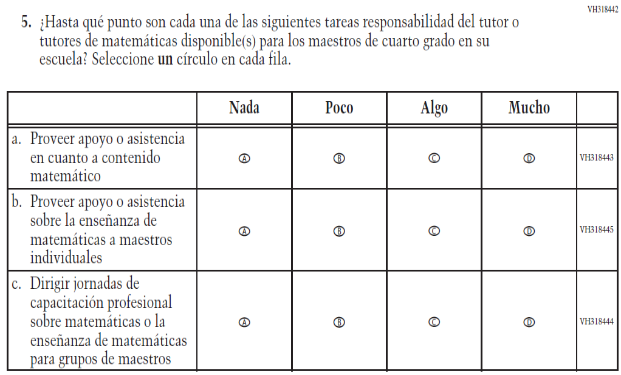 VH318442
5. ¿Hasta qué punto son cada una de las siguientes tareas responsabilidad del tutor o
tutores de matemáticas disponible(s) para los maestros de cuarto grado en su
escuela? Seleccione un círculo en cada fila.
Nada Poco Algo Mucho
a. Proveer apoyo o asistencia
en cuanto a contenido
matemático
A B C D VH318443
b. Proveer apoyo o asistencia
sobre la enseñanza de
matemáticas a maestros
individuales
A B C D VH318445
c. Dirigir jornadas de
capacitación profesional
sobre matemáticas o la
enseñanza de matemáticas
para grupos de maestros
A B C D VH318444